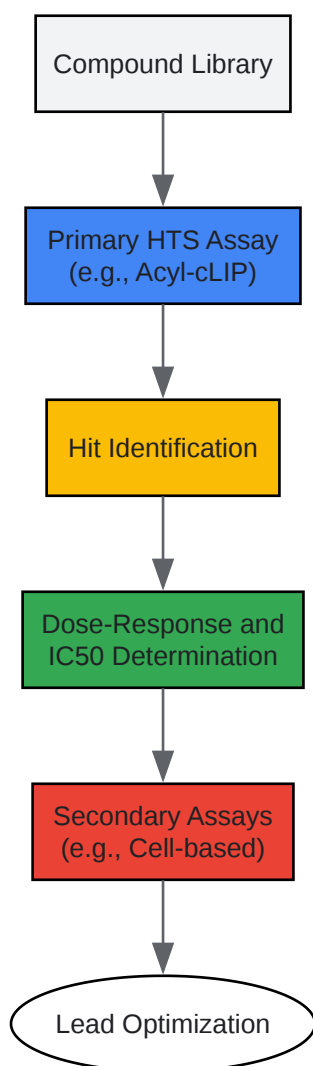 Compound Library
Primary HTS Assay
(e.g., Acyl-cLIP)
Hit Identification
Dose-Response and
IC50 Determination
Secondary Assays
(e.g., Cell-based)
Lead Optimization